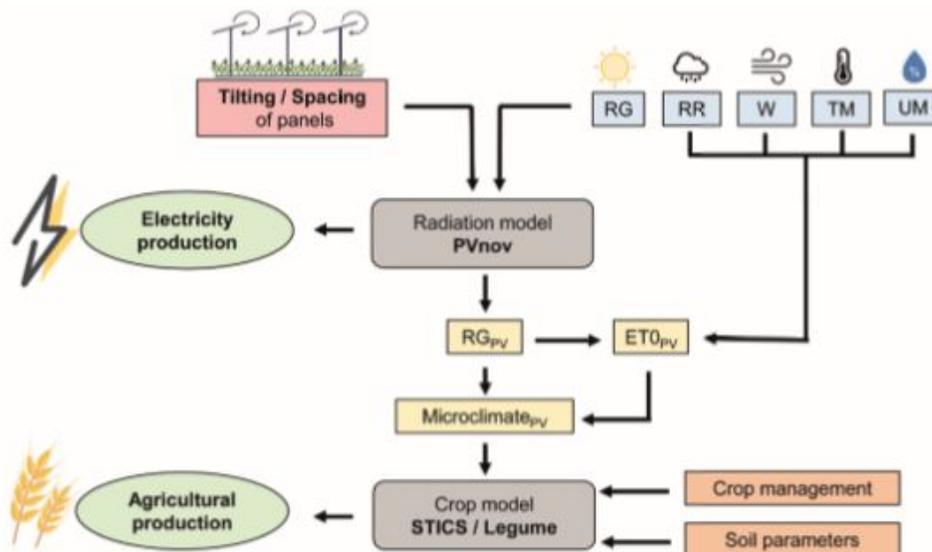 Tilting / Spacing
of panels
RG
RR
W
TM
%
UM
Electricity
production
Radiation model
PVnov
RGPV
ET0PV
MicroclimatePV
Agricultural
production
Crop model
STICS / Legume
Crop management
Soil parameters